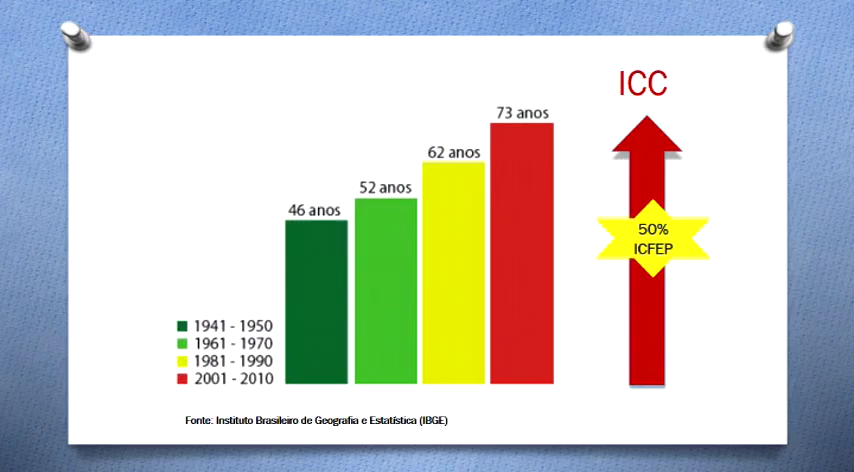 ICC
73 anos
62 anos
52 anos
46 anos
50%
ICFEP
1941 - 1950
1961 - 1970
1981 - 1990
2001 - 2010
Fonte: Instituto Brasileiro de Geografia e Estatística (IBGE)